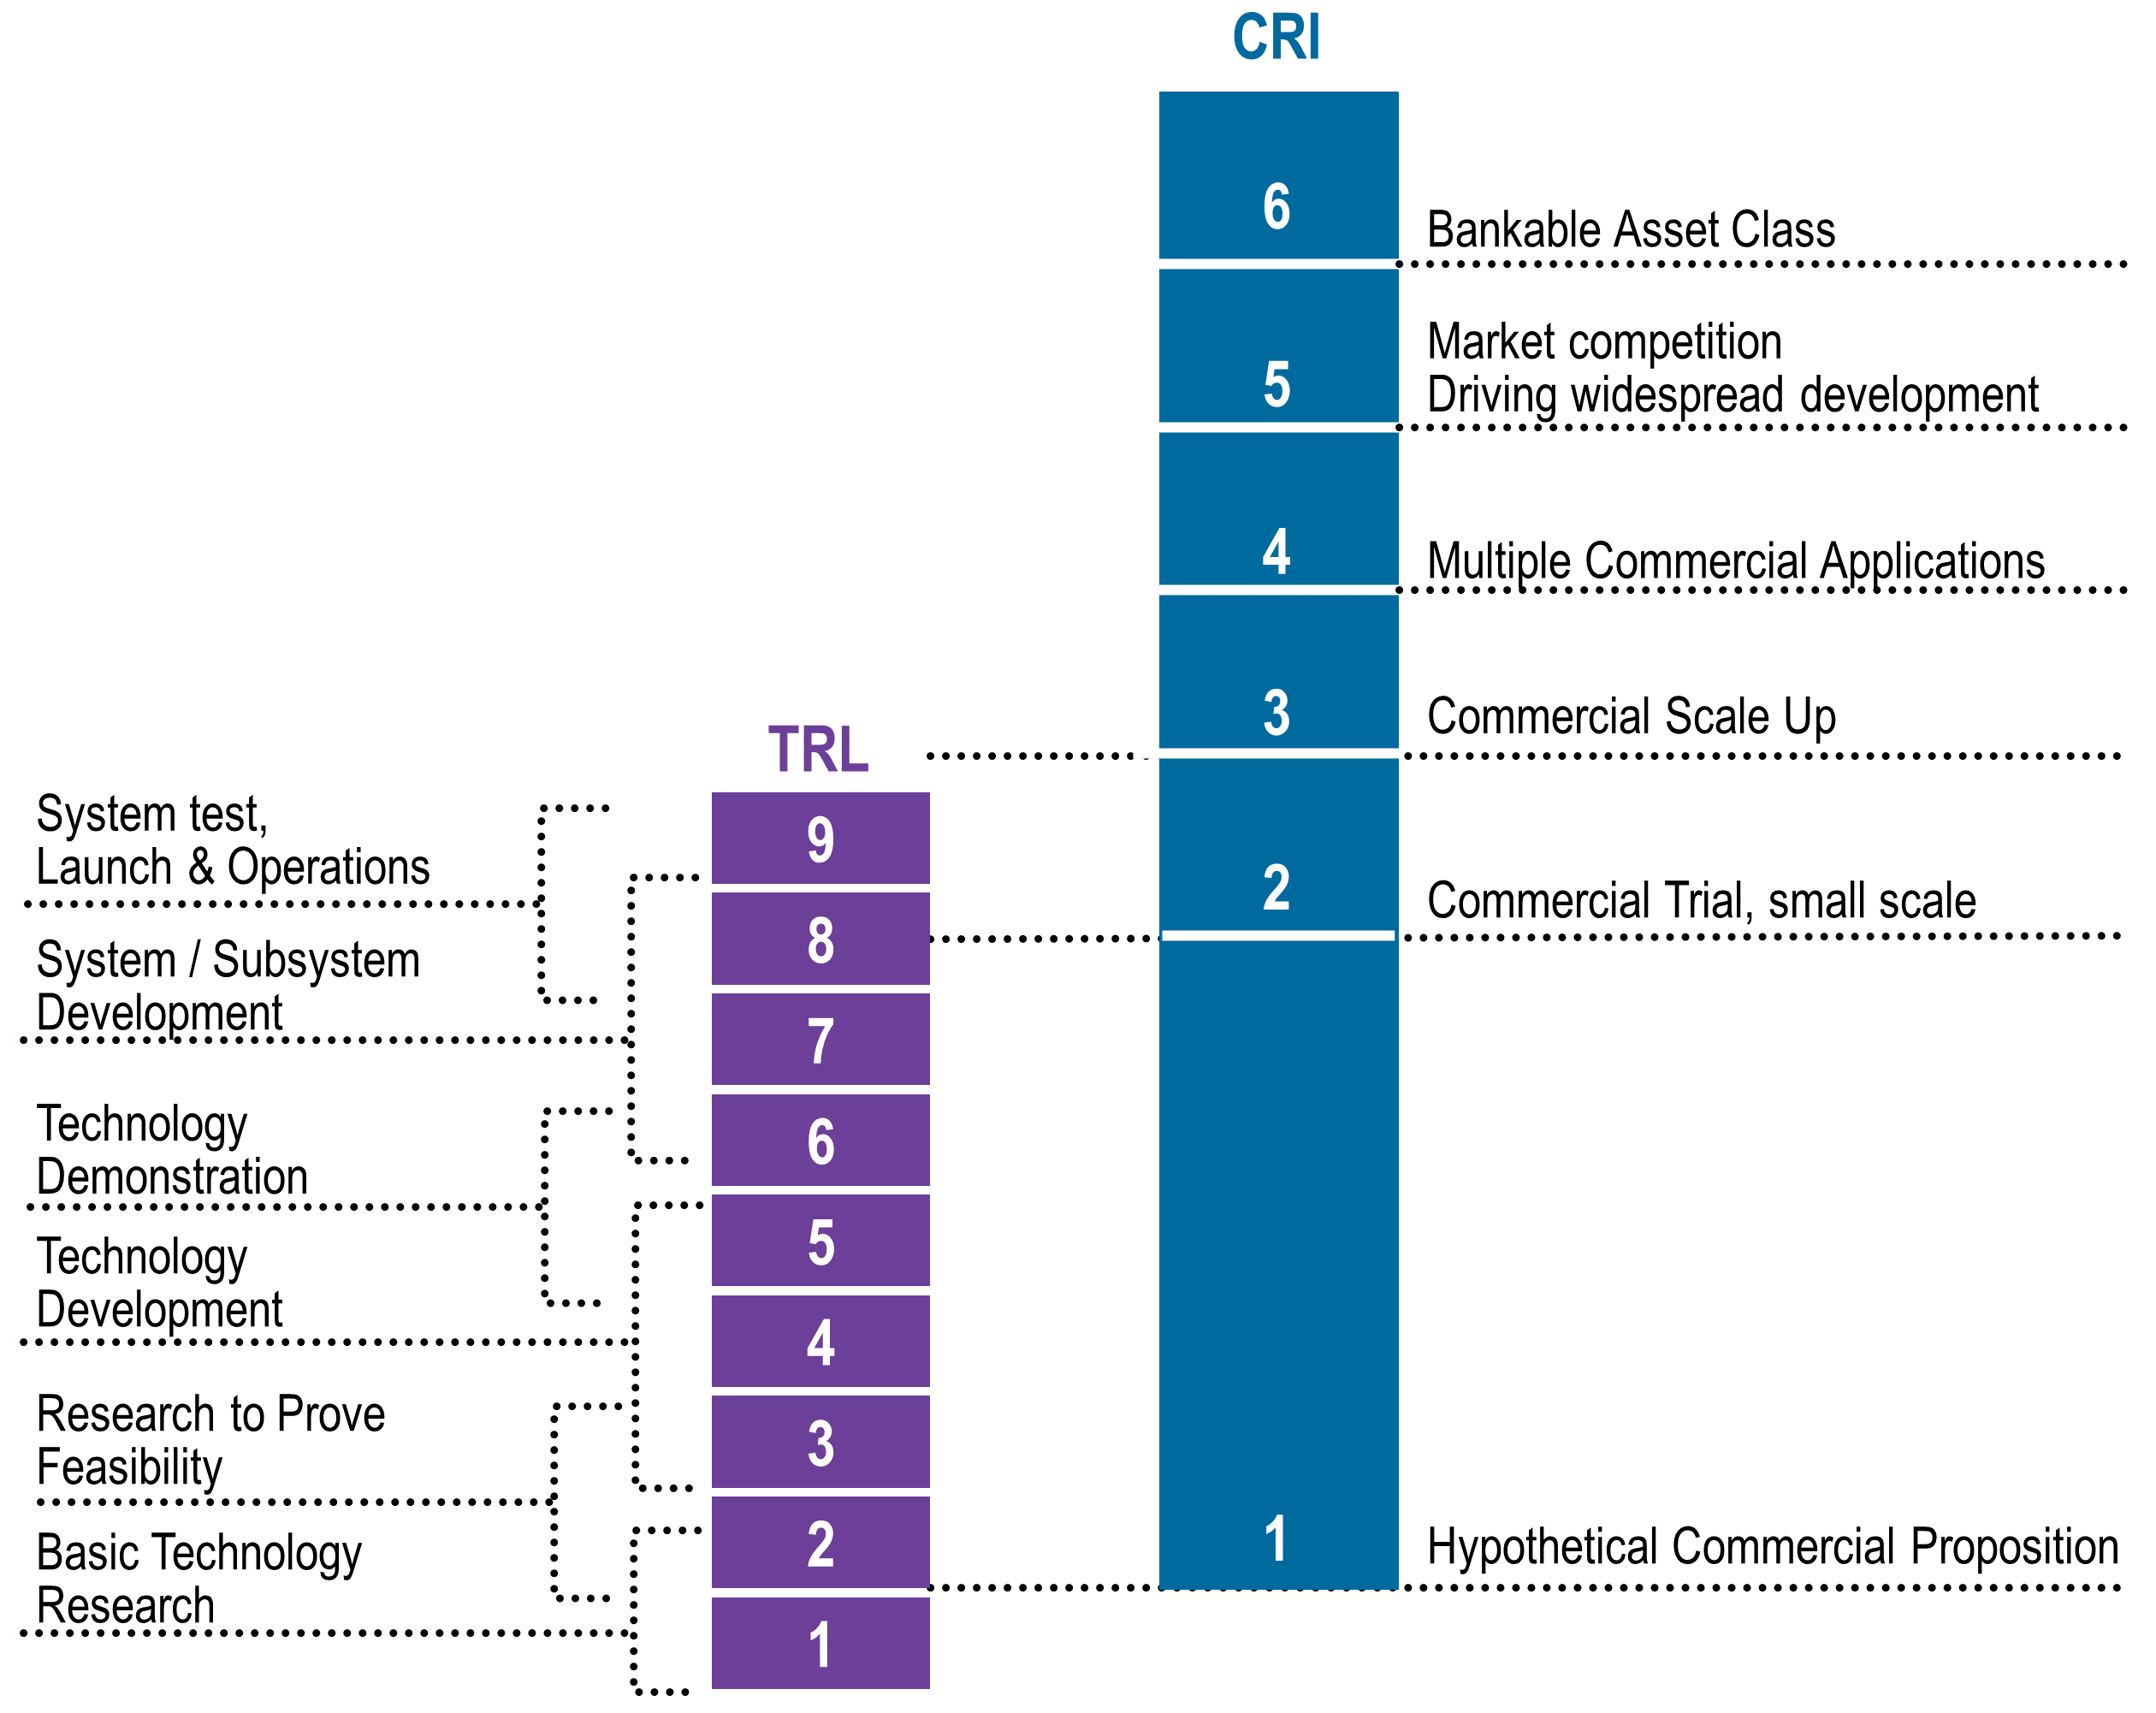 CRI
6
Bankable Asset Class
5
Market competition
Driving widespread development
4
Multiple Commercial Applications
3
Commercial Scale Up
2
Commercial Trial, small scale
1
Hypothetical Commercial Proposition
TRL
9
8
7
6
5
4
3
2
1
System test,
Launch & Operations
System / Subsystem
Development
Technology
Demonstration
Technology
Development
Research to Prove
Feasibility
Basic Technology
Research